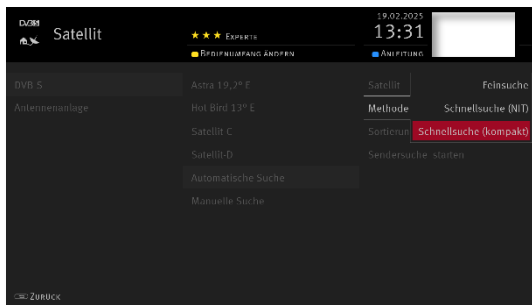 Satellit
★ ★ ★ EXPERTE
BEDIENUMFANG ÄNDERN
19.02.2025
13:31
ANLEITUNG
DVB S
Antennenanlage
Astra 19,2° E
Hot Bird 13° E
Satellit C
Satellit-D
Automatische Suche
Manuelle Suche
Satellit
Feinsuche
Methode
Schnellsuche (NIT)
Sortierun
Schnellsuche (kompakt)
Sendersuche starten
ZURÜCK